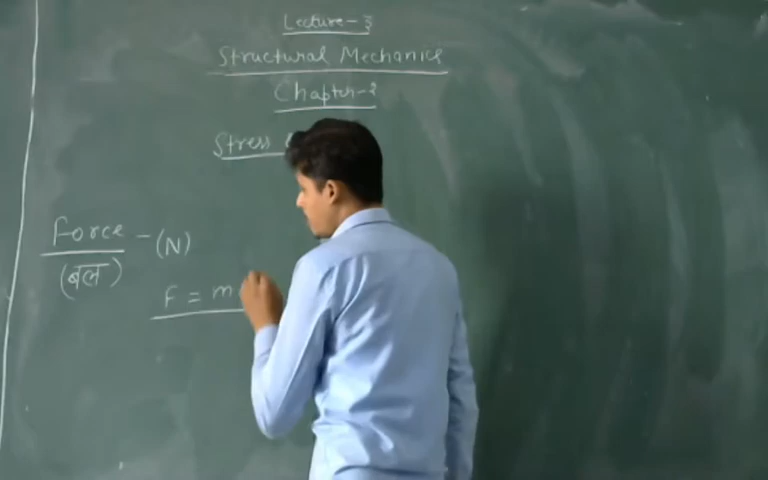 Lecture-3
Structural Mechanics
Chapter-2
Stress
Force - (N)
(बल)
F = m